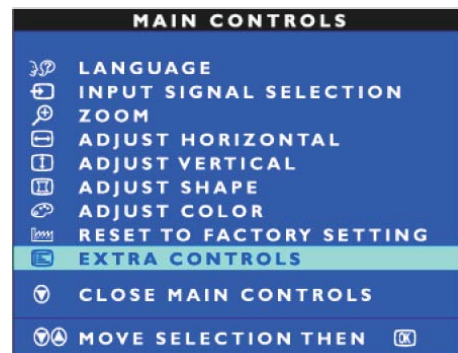 MAIN CONTROLS
LANGUAGE
INPUT SIGNAL SELECTION
ZOOM
ADJUST HORIZONTAL
ADJUST VERTICAL
ADJUST SHAPE
ADJUST COLOR
RESET TO FACTORY SETTING
EXTRA CONTROLS
CLOSE MAIN CONTROLS
MOVE SELECTION THEN OK